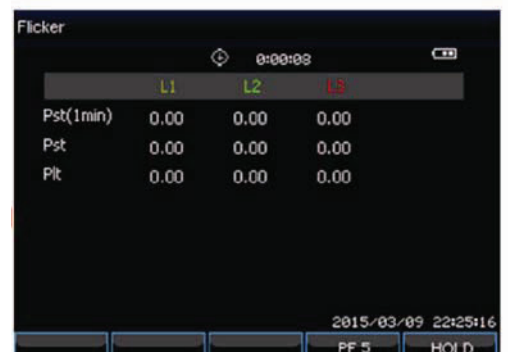 Flicker
0:00:03
L1 L2 L3
Pst(1min) 0.00 0.00 0.00
Pst 0.00 0.00 0.00
Plt 0.00 0.00 0.00
2015/03/09 22:25:16
PF 5 HOLD